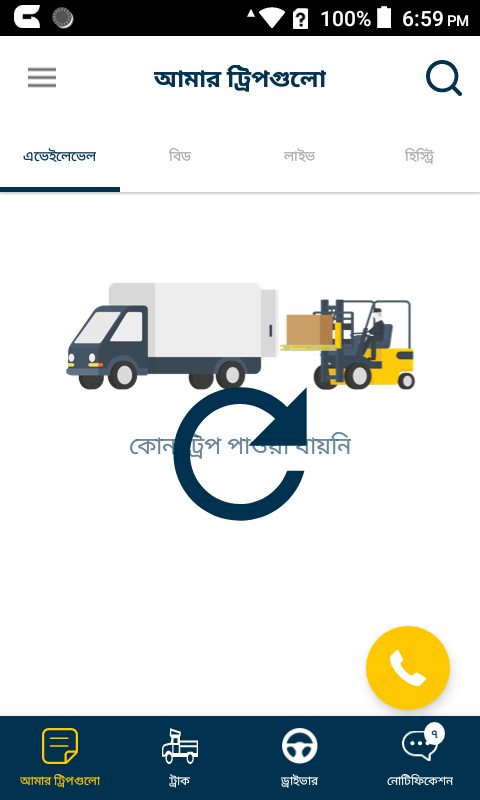 100% 6:59 PM
আমার ট্রিপগুলো
এভেইলেভেল বিড লাইভ হিস্ট্রি
কোন ট্রিপ পাওয়া যায়নি
৭
আমার ট্রিপগুলো ট্রাক ড্রাইভার নোটিফিকেশন